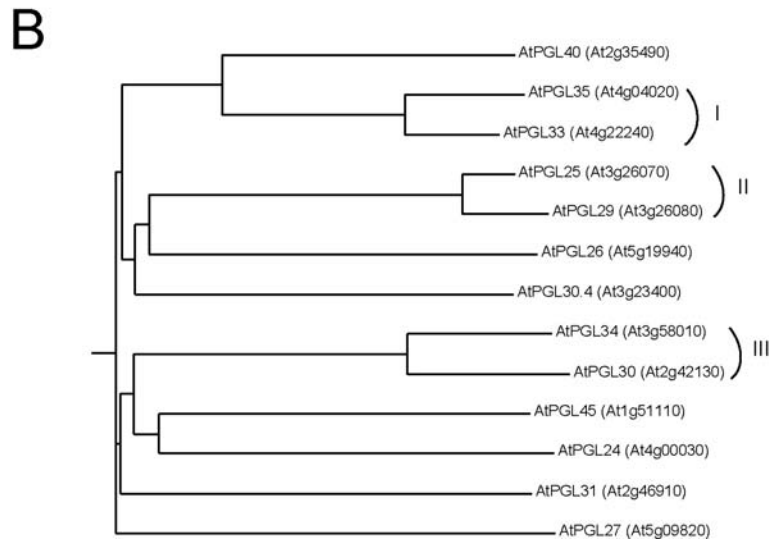 B
AtPGL40 (At2g35490)
AtPGL35 (At4g04020)
I
AtPGL33 (At4g22240)
AtPGL25 (At3g26070)
II
AtPGL29 (At3g26080)
AtPGL26 (At5g19940)
AtPGL30.4 (At3g23400)
AtPGL34 (At3g58010)
III
AtPGL30 (At2g42130)
AtPGL45 (At1g51110)
AtPGL24 (At4g00030)
AtPGL31 (At2g46910)
AtPGL27 (At5g09820)